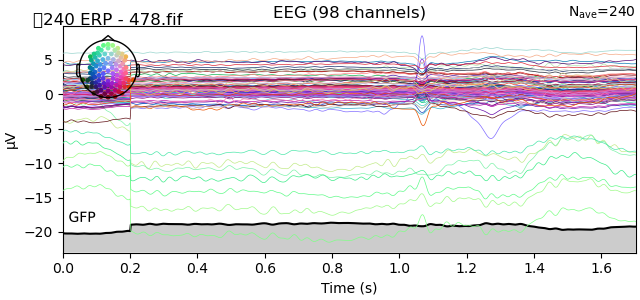 240 ERP - 478.fif
EEG (98 channels)
Nave=240
5
0
−5
−10
−15
−20
µV
GFP
0.0 0.2 0.4 0.6 0.8 1.0 1.2 1.4 1.6
Time (s)